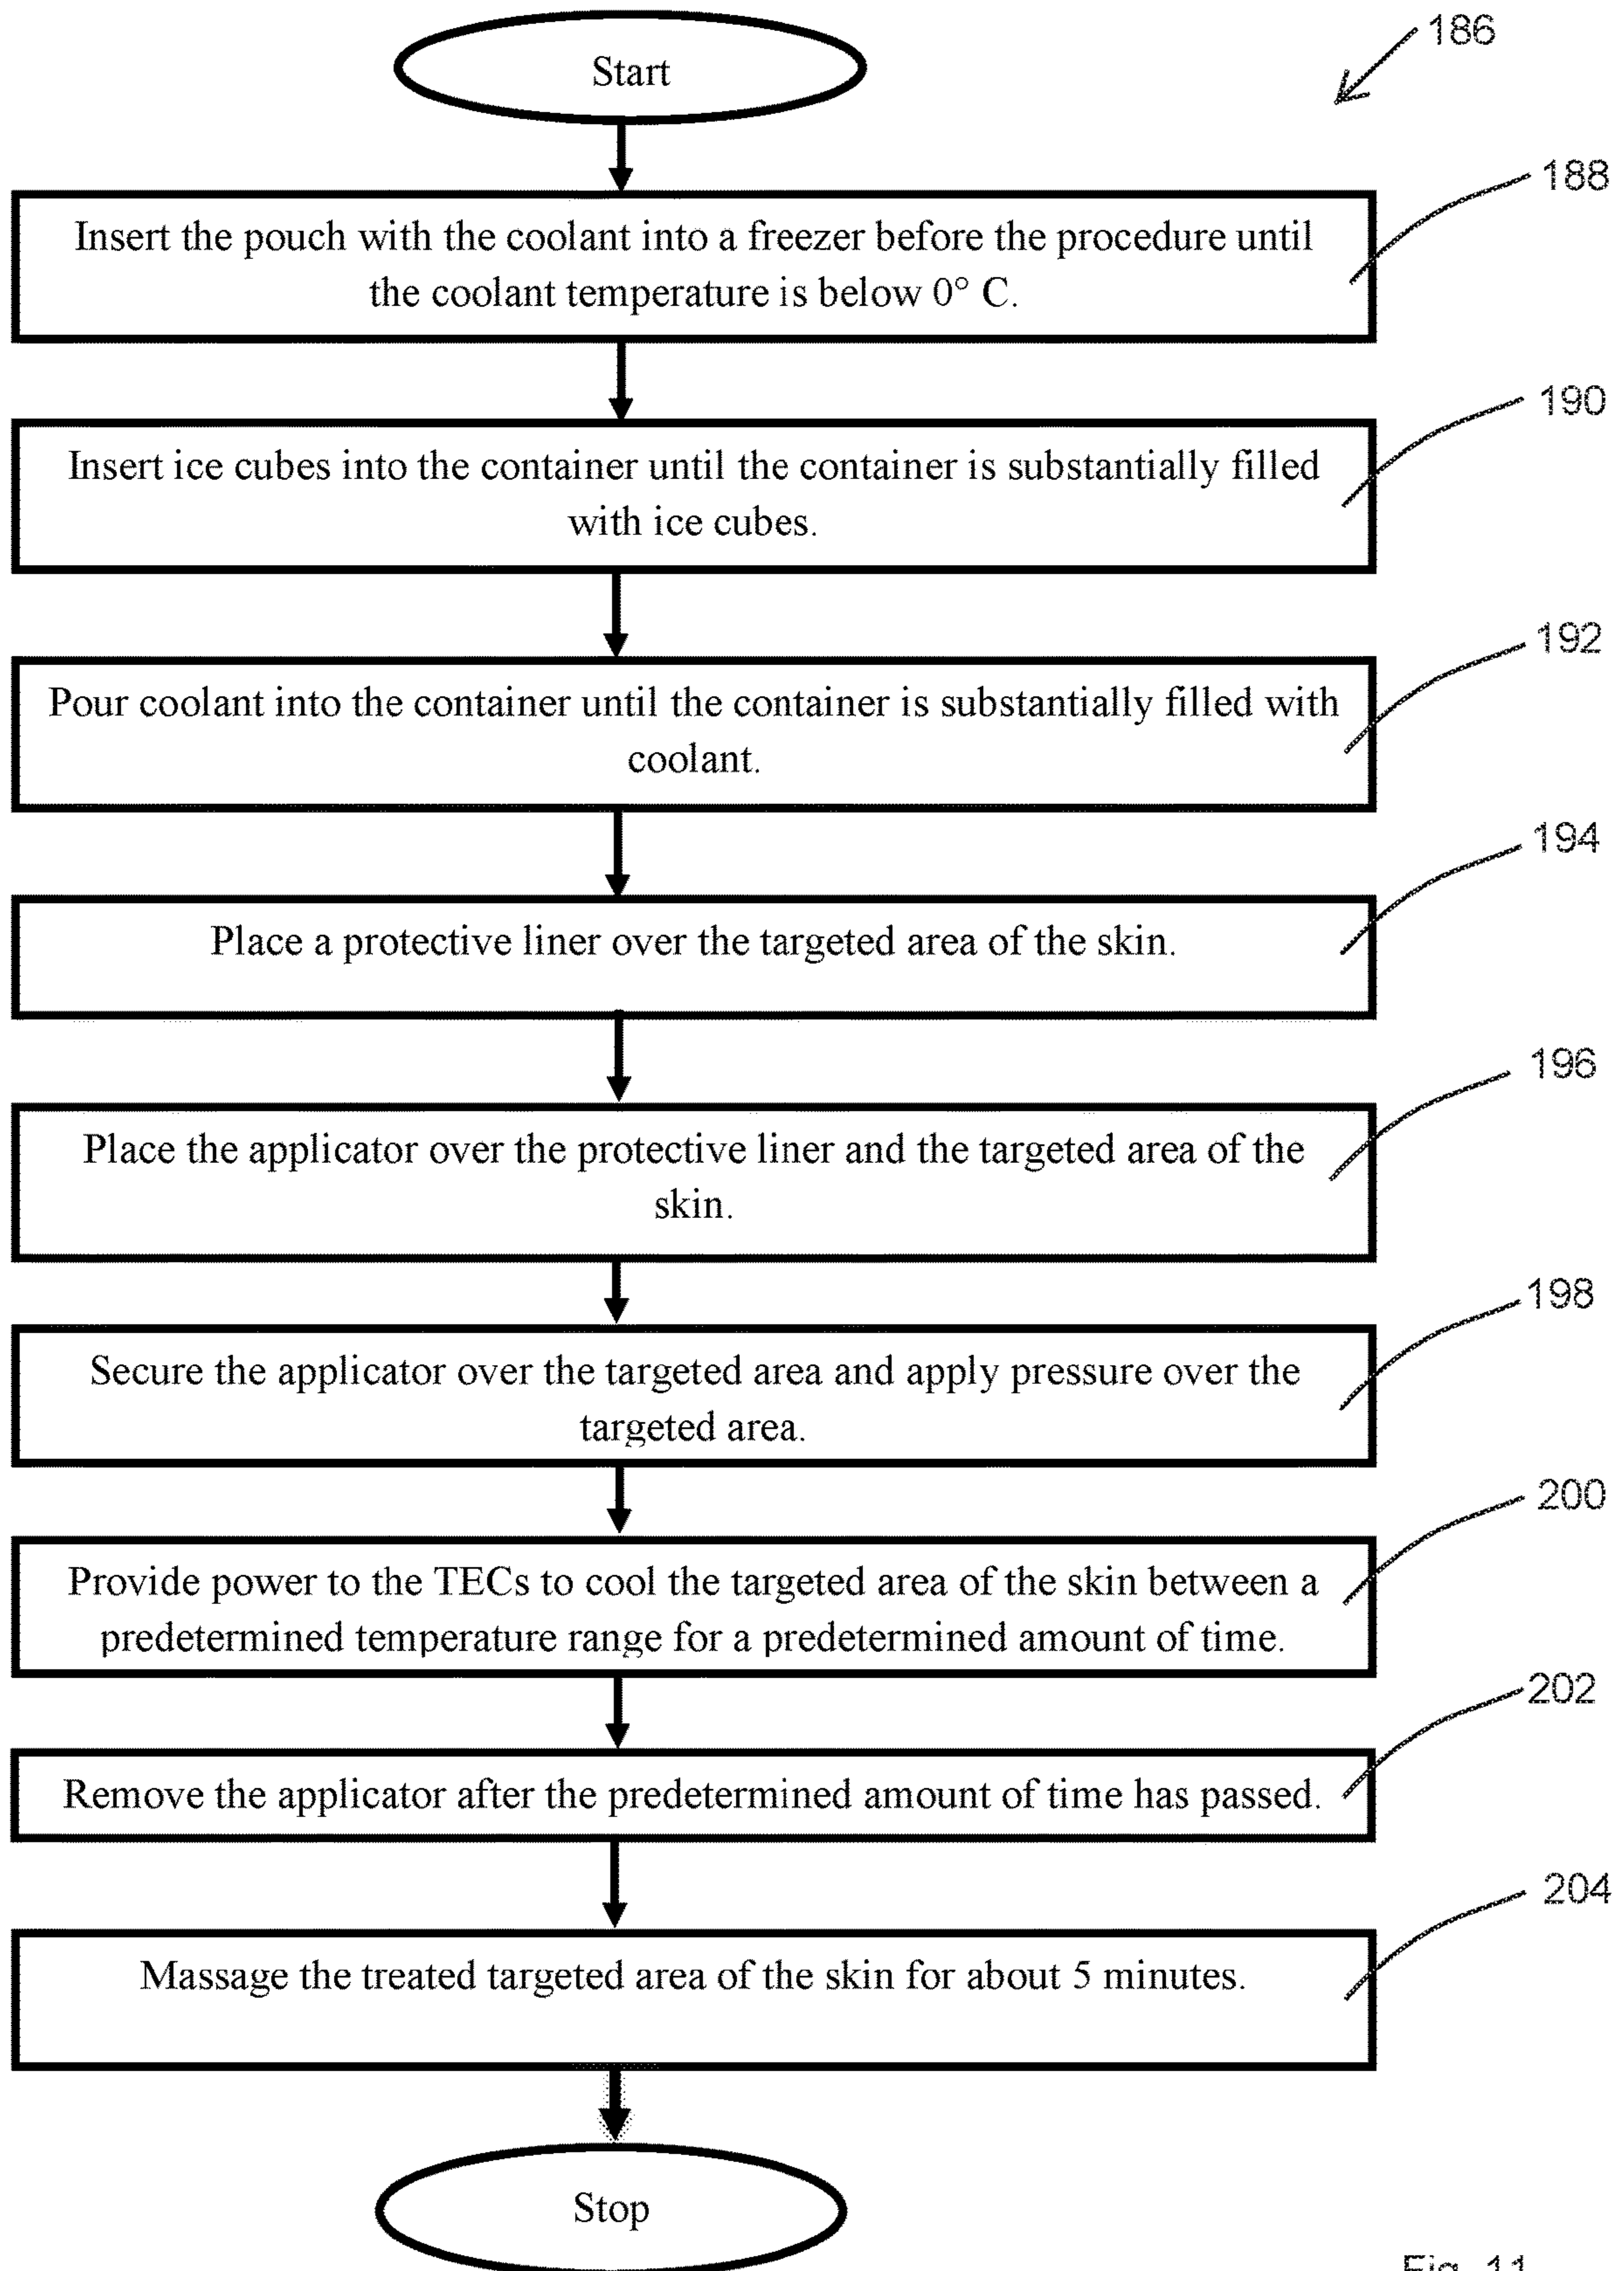 186
Start
188
Insert the pouch with the coolant into a freezer before the procedure until
the coolant temperature is below 0° C.
190
Insert ice cubes into the container until the container is substantially filled
with ice cubes.
192
Pour coolant into the container until the container is substantially filled with
coolant.
194
Place a protective liner over the targeted area of the skin.
196
Place the applicator over the protective liner and the targeted area of the
skin.
198
Secure the applicator over the targeted area and apply pressure over the
targeted area.
200
Provide power to the TECs to cool the targeted area of the skin between a
predetermined temperature range for a predetermined amount of time.
202
Remove the applicator after the predetermined amount of time has passed.
204
Massage the treated targeted area of the skin for about 5 minutes.
Stop
Fig. 11